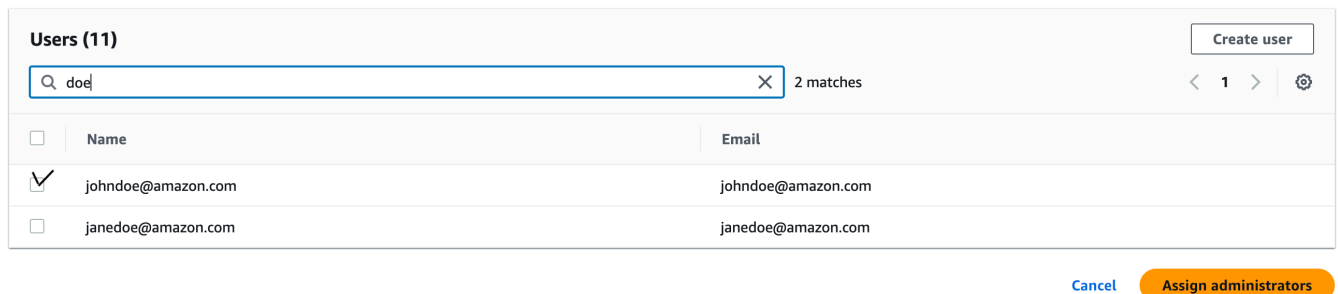 Users (11)
Create user
doe
2 matches
1
Name Email
johndoe@amazon.com johndoe@amazon.com
janedoe@amazon.com janedoe@amazon.com
Cancel Assign administrators